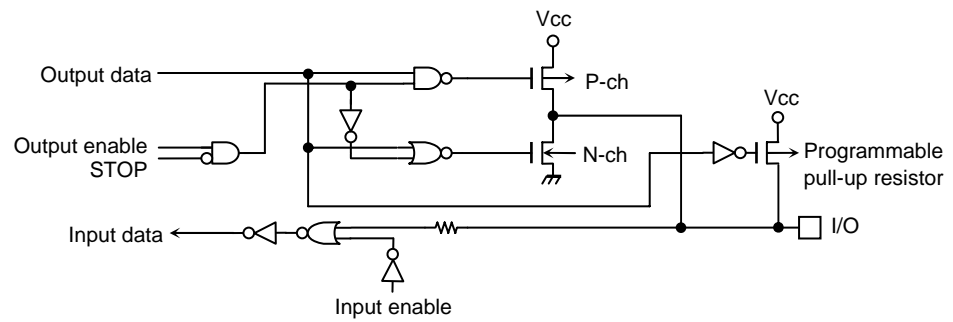 Vcc
Output data
P-ch
Vcc
Output enable
STOP
N-ch
Programmable
pull-up resistor
Input data
I/O
Input enable